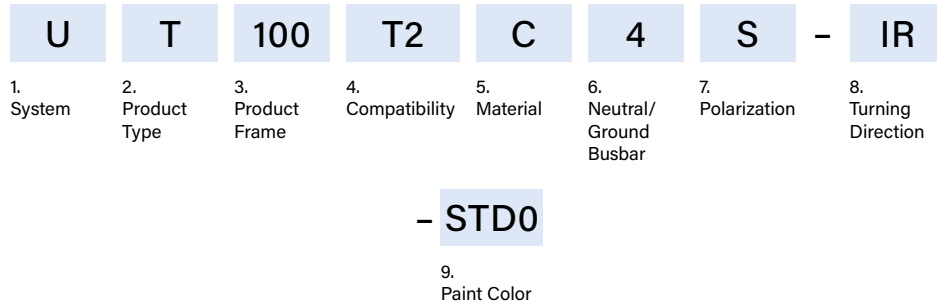 U T 100 T2 C 4 S – IR
1. 2. 3. 4. 5. 6. 7. 8.
System Product Product Compatibility Material Neutral/ Polarization Turning
Type Frame Ground Direction
Busbar
– STD0
9.
Paint Color